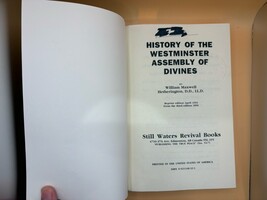 HISTORY OF THE
WESTMINSTER
ASSEMBLY OF
DIVINES
by
William Maxwell
Hetherington, D.D., LL.D.
Still Waters Revival Books
PRINTED IN THE UNITED STATES OF AMERICA